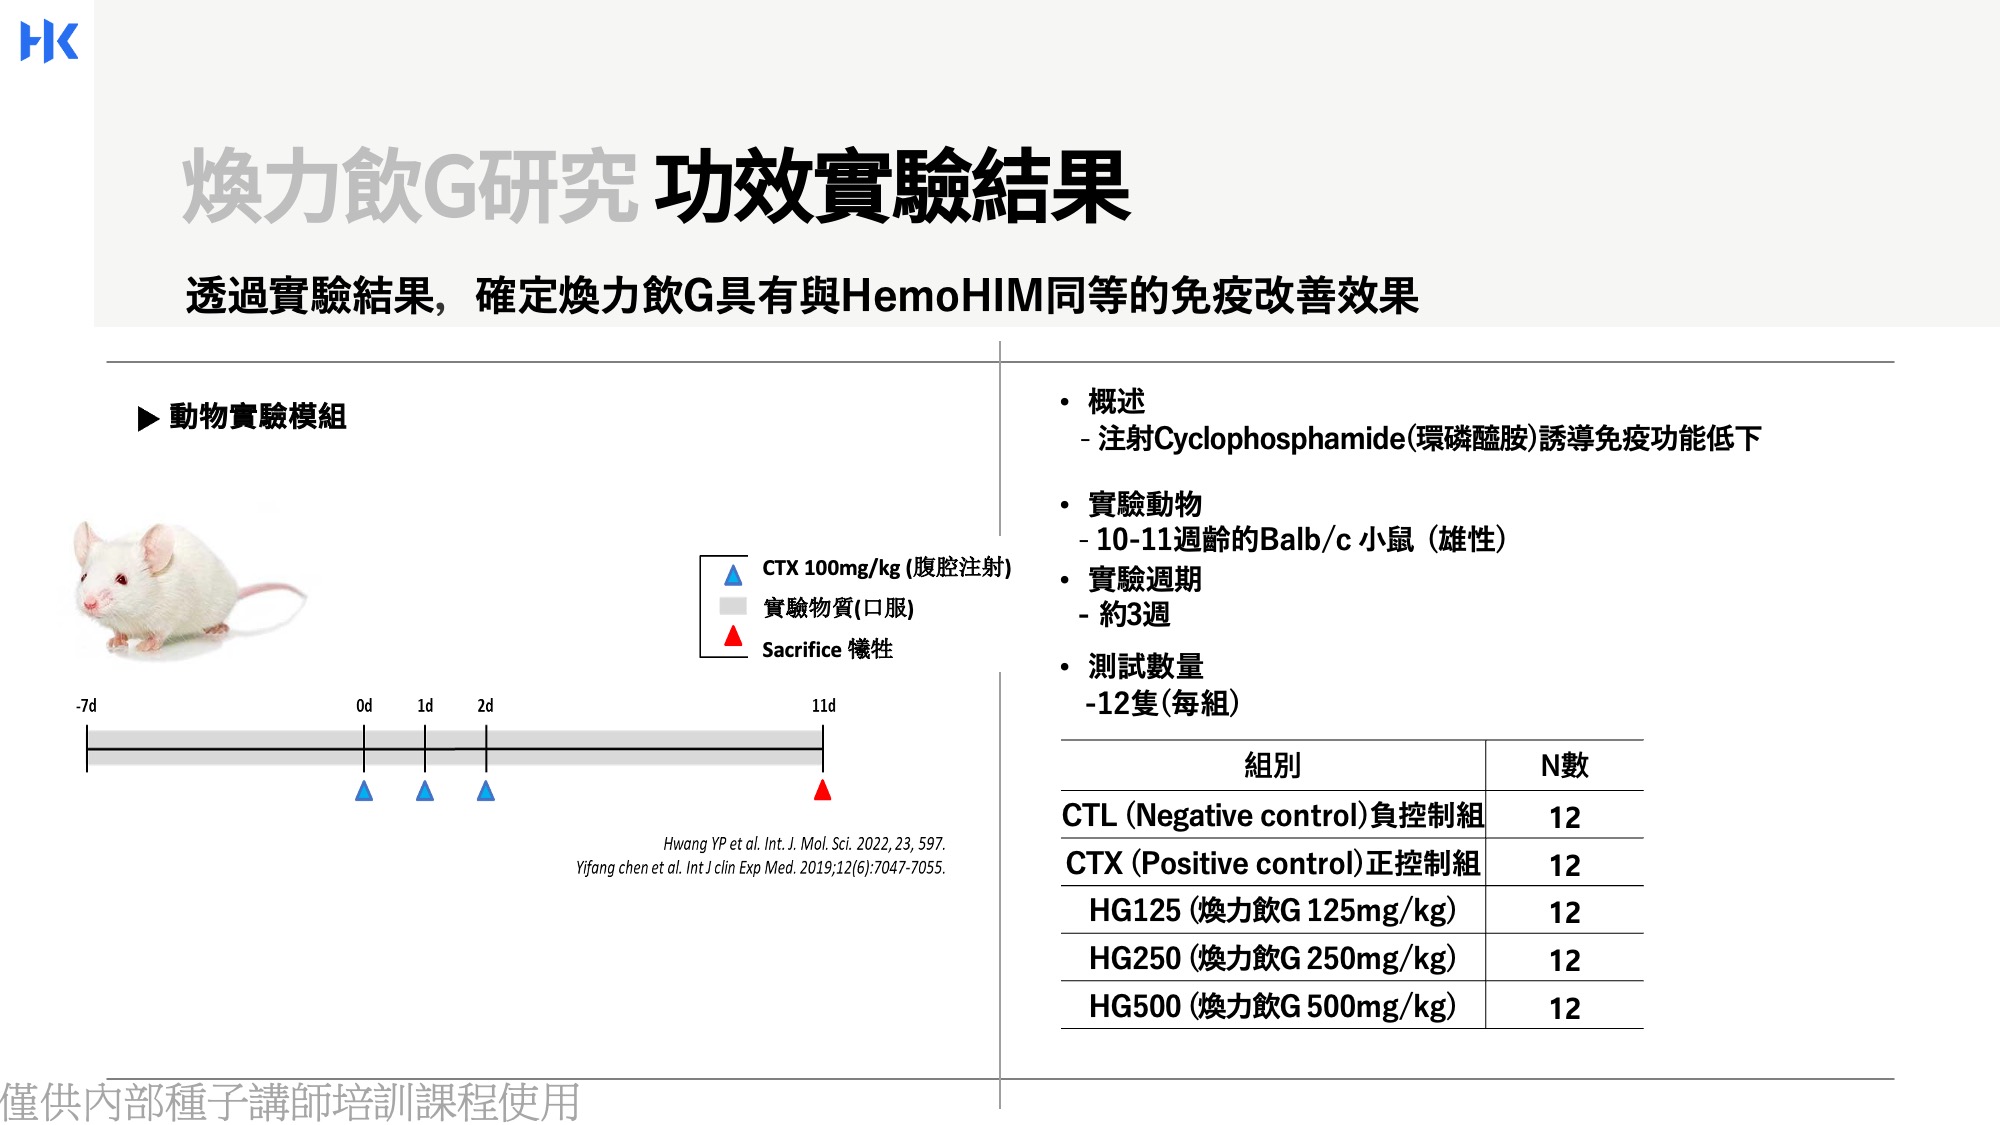 HK
煥力飲G研究 功效實驗結果
透過實驗結果，確定煥力飲G具有與HemoHIM同等的免疫改善效果
▶ 動物實驗模組
CTX 100mg/kg (腹腔注射)
實驗物質(口服)
Sacrifice 犧牲
-7d 0d 1d 2d 11d
Hwang YP et al. Int. J. Mol. Sci. 2022, 23, 597.
Yifang chen et al. Int J clin Exp Med. 2019;12(6):7047-7055.
• 概述
- 注射Cyclophosphamide(環磷醯胺)誘導免疫功能低下
• 實驗動物
- 10-11週齡的Balb/c 小鼠 (雄性)
• 實驗週期
- 約3週
• 測試數量
-12隻(每組)
組別 N數
CTL (Negative control)負控制組 12
CTX (Positive control)正控制組 12
HG125 (煥力飲G 125mg/kg) 12
HG250 (煥力飲G 250mg/kg) 12
HG500 (煥力飲G 500mg/kg) 12
僅供內部種子講師培訓課程使用